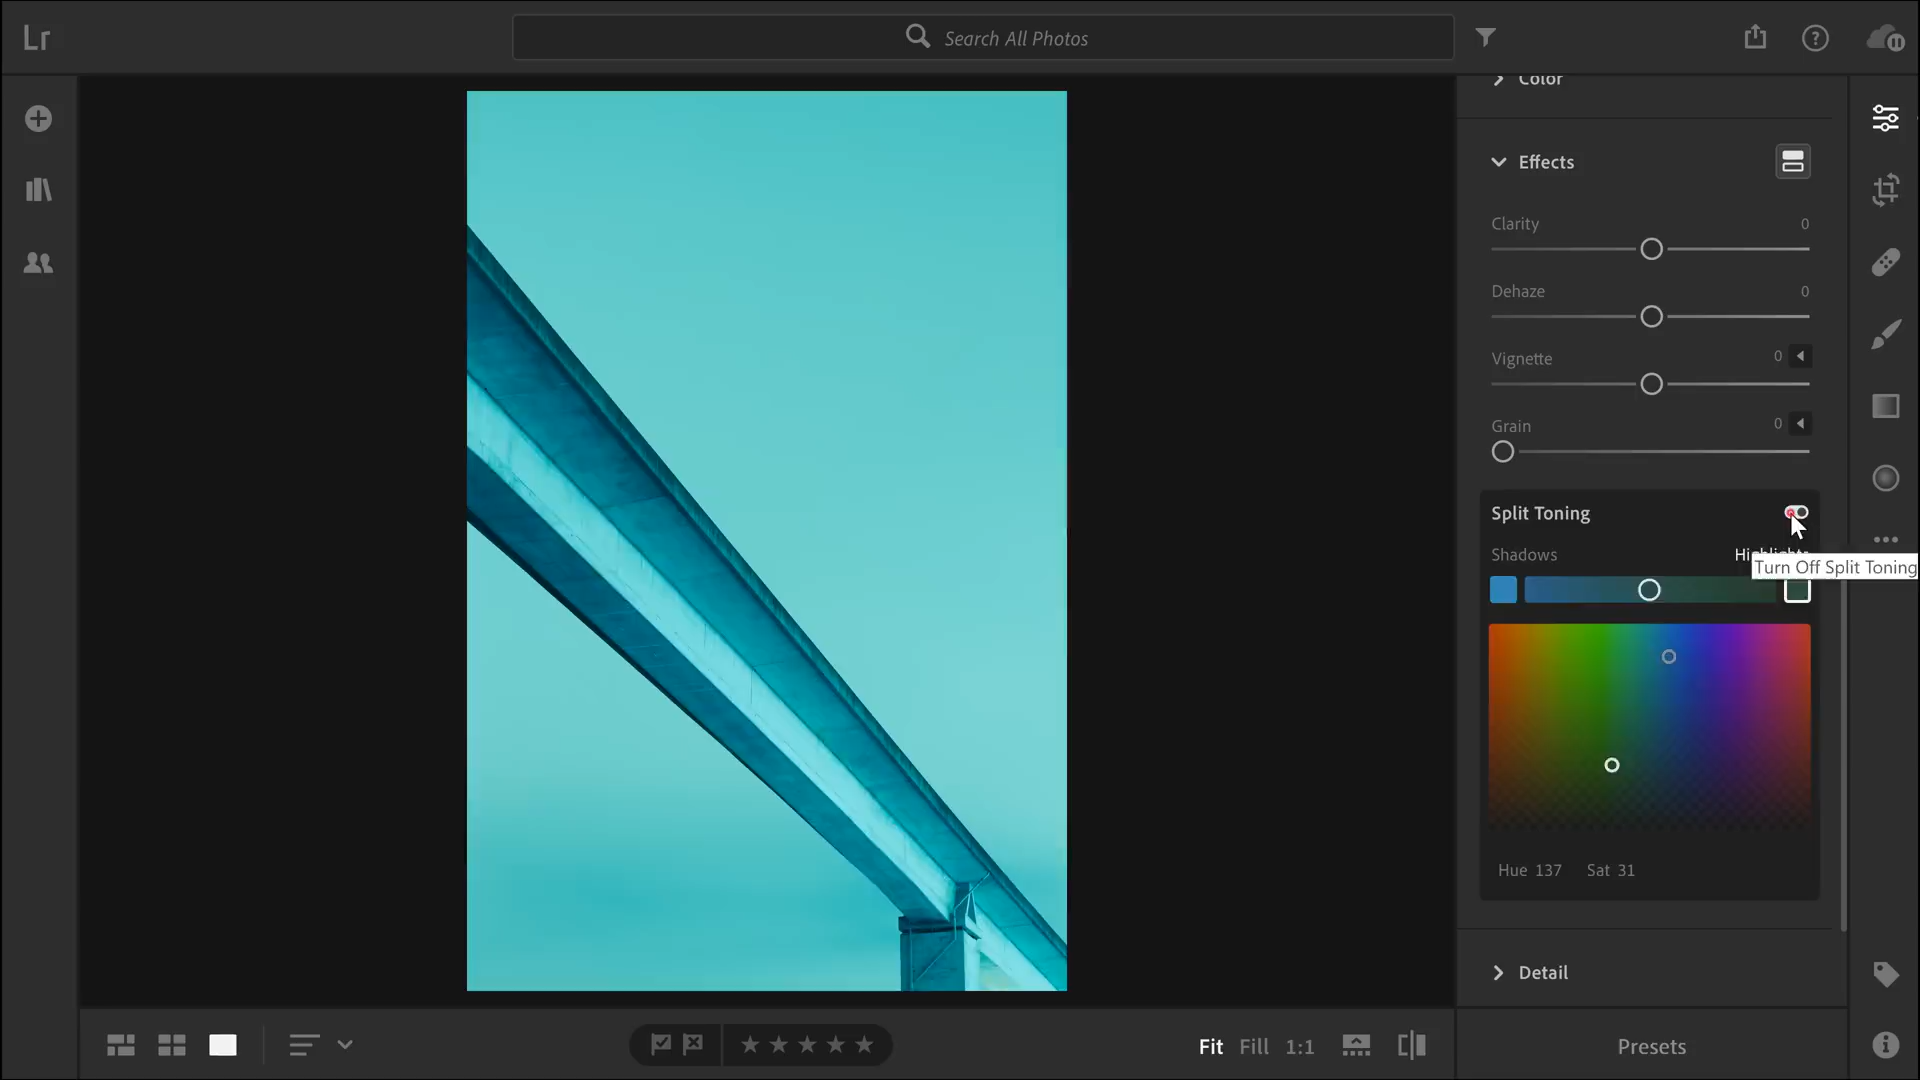 Lr
Search All Photos
Color
Effects
Clarity 0
Dehaze 0
Vignette 0
Grain 0
Split Toning
Shadows Highlights
Turn Off Split Toning
Hue 137 Sat 31
Detail
Fit Fill 1:1
Presets